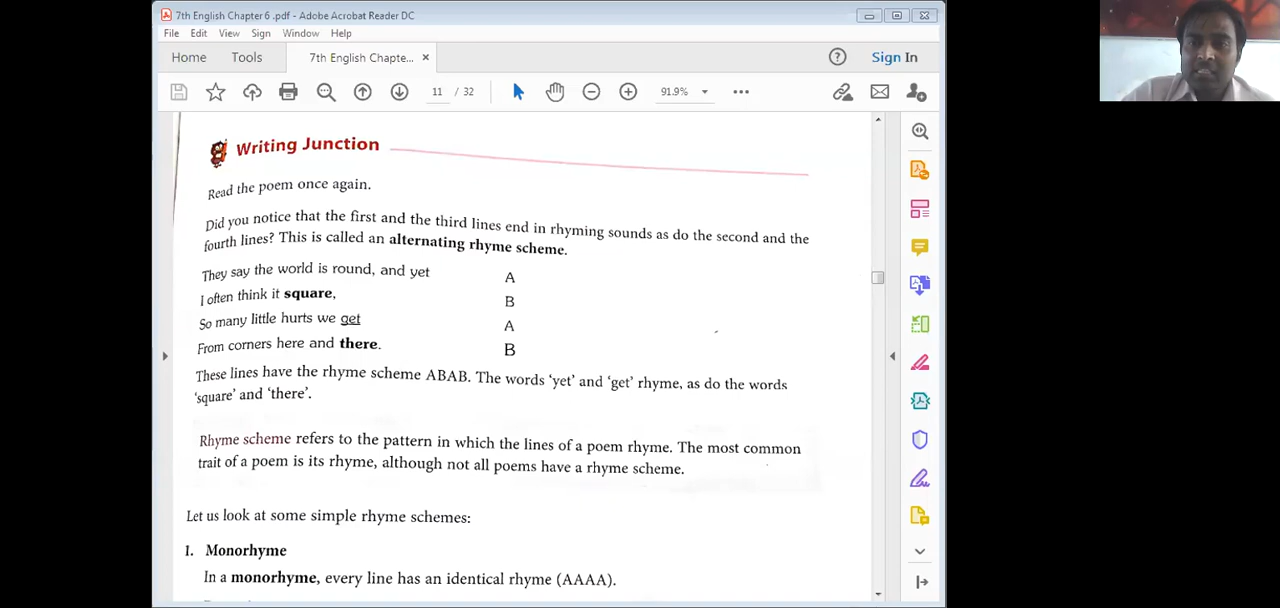 7th English Chapter 6 .pdf - Adobe Acrobat Reader DC
File Edit View Sign Window Help
Home Tools 7th English Chapte... × Sign In
11 / 32 91.9%
Writing Junction
Read the poem once again.
Did you notice that the first and the third lines end in rhyming sounds as do the second and the
fourth lines? This is called an alternating rhyme scheme.
They say the world is round, and yet A
I often think it square, B
So many little hurts we get A
From corners here and there. B
These lines have the rhyme scheme ABAB. The words ‘yet’ and ‘get’ rhyme, as do the words
‘square’ and ‘there’.
Rhyme scheme refers to the pattern in which the lines of a poem rhyme. The most common
trait of a poem is its rhyme, although not all poems have a rhyme scheme.
Let us look at some simple rhyme schemes:
I. Monorhyme
In a monorhyme, every line has an identical rhyme (AAAA).